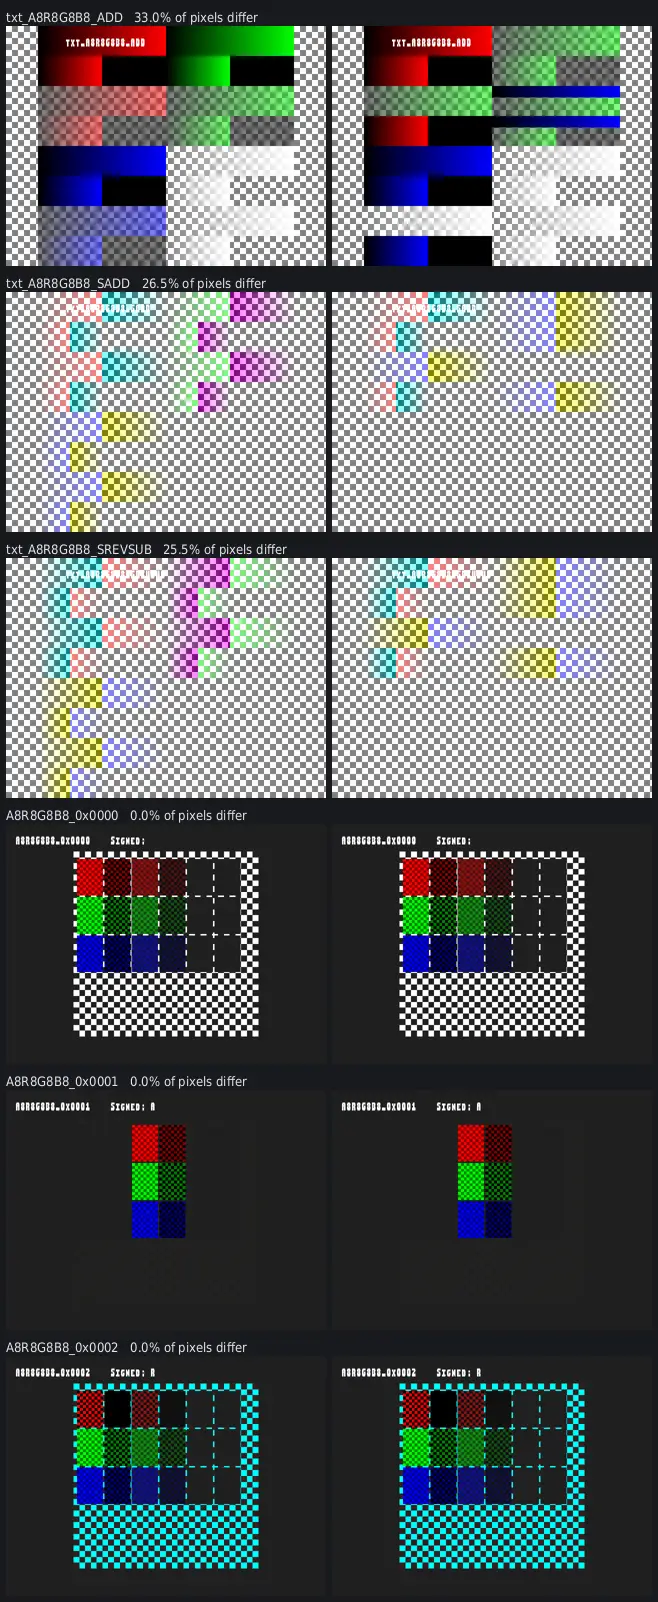 txt_A8R8G8B8_ADD   33.0% of pixels differ
TXT_A8R8G8B8_ADD TXT_A8R8G8B8_ADD
txt_A8R8G8B8_SADD   26.5% of pixels differ
txt_A8R8G8B8_SREVSUB   25.5% of pixels differ
A8R8G8B8_0x0000   0.0% of pixels differ
A8R8G8B8_0x0000 Signed: A8R8G8B8_0x0000 Signed:
A8R8G8B8_0x0001   0.0% of pixels differ
A8R8G8B8_0x0001 Signed: A A8R8G8B8_0x0001 Signed: A
A8R8G8B8_0x0002   0.0% of pixels differ
A8R8G8B8_0x0002 Signed: R A8R8G8B8_0x0002 Signed: R